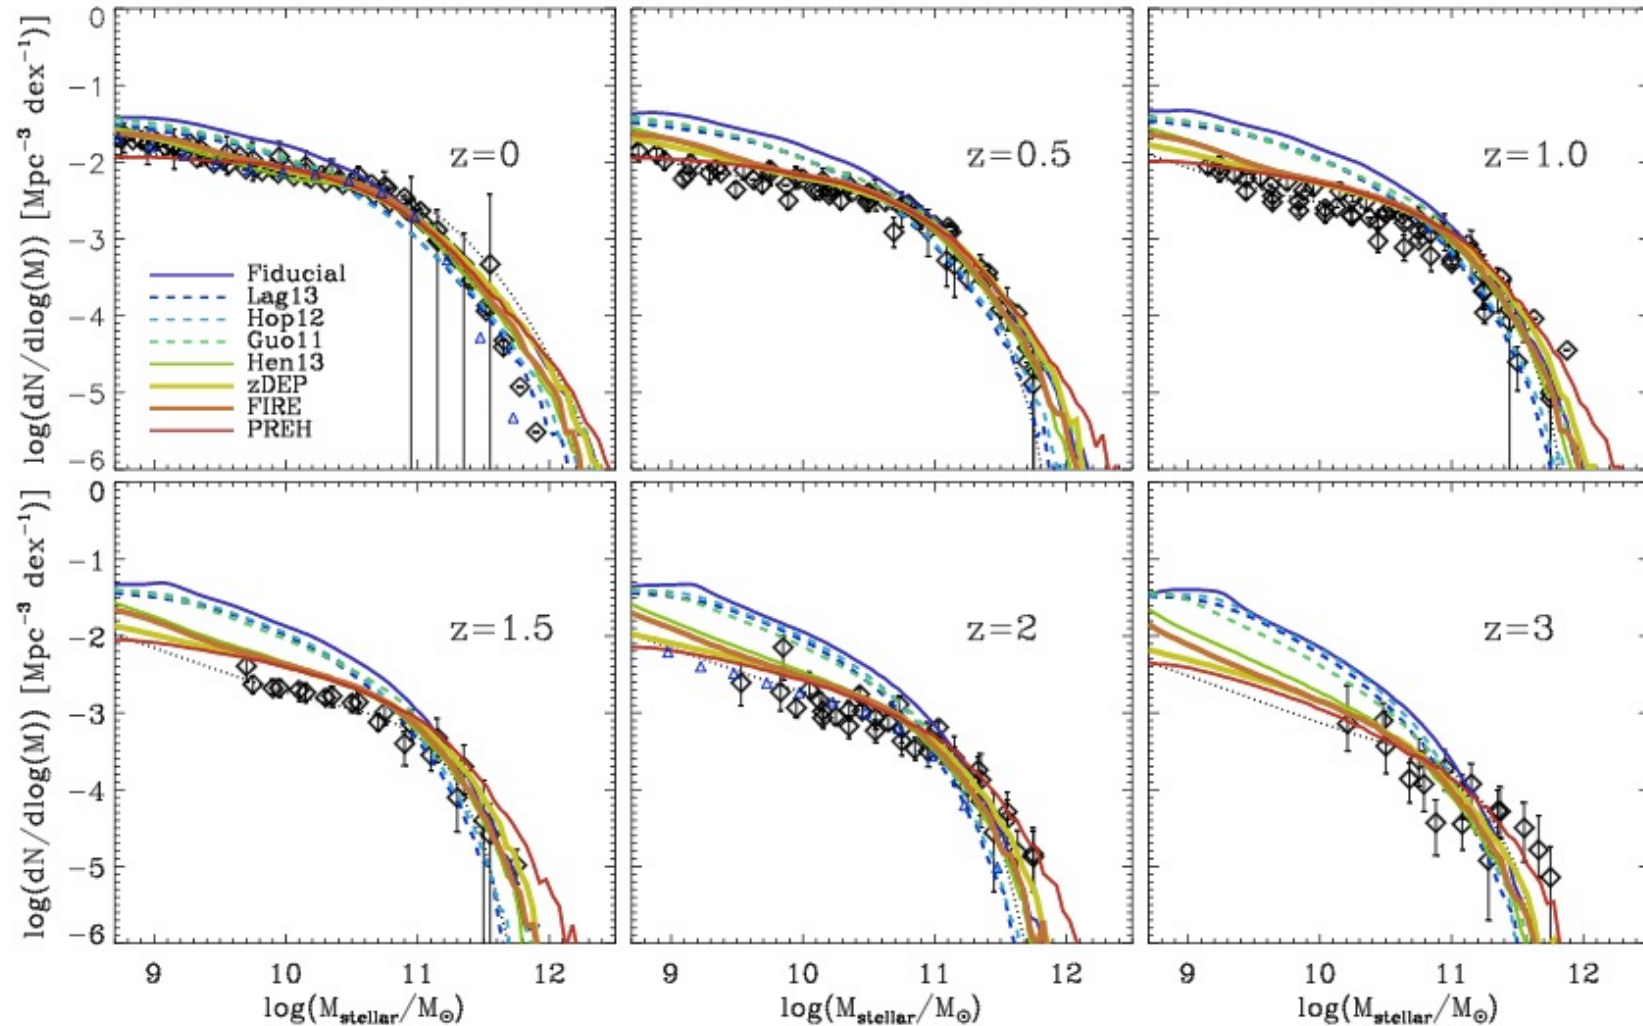 0
−1
−2
−3
−4
−5
−6
log(dN/dlog(M)) [Mpc⁻³ dex⁻¹]
z=0
z=0.5
z=1.0
Fiducial
Lag13
Hop12
Guo11
Hen13
zDEP
FIRE
PREH
0
−1
−2
−3
−4
−5
−6
log(dN/dlog(M)) [Mpc⁻³ dex⁻¹]
z=1.5
z=2
z=3
9 10 11 12
9 10 11 12
9 10 11 12
log(M_stellar/M_⊙)
log(M_stellar/M_⊙)
log(M_stellar/M_⊙)